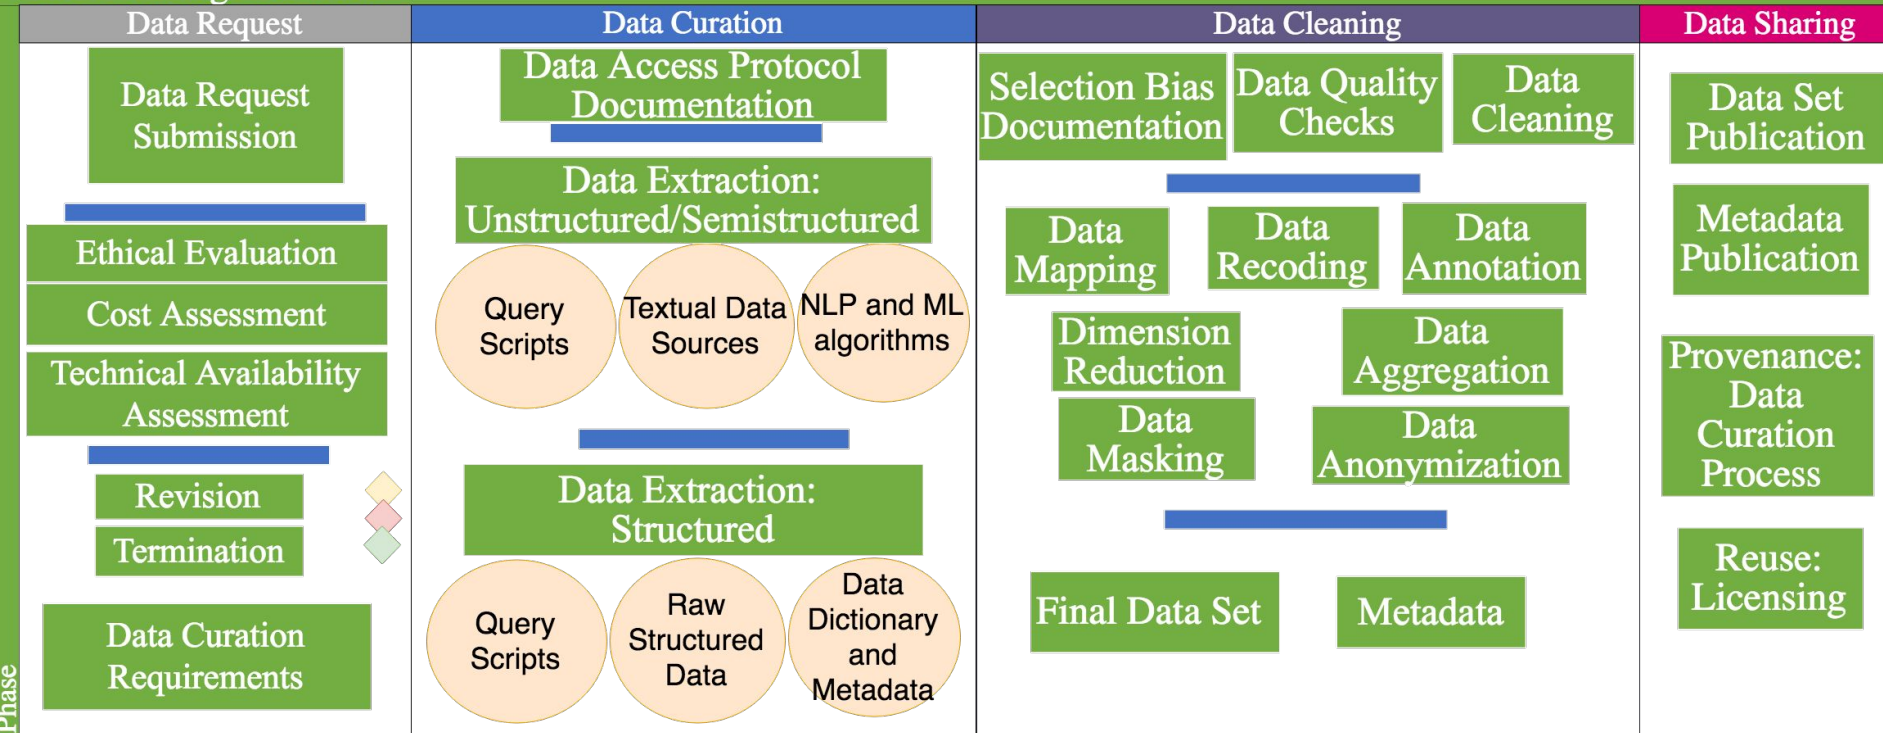 Data Request
Data Curation
Data Cleaning
Data Sharing
Data Request
Submission
Ethical Evaluation
Cost Assessment
Technical Availability
Assessment
Revision
Termination
Data Curation
Requirements
Data Access Protocol
Documentation
Data Extraction:
Unstructured/Semistructured
Query
Scripts
Textual Data
Sources
NLP and ML
algorithms
Data Extraction:
Structured
Query
Scripts
Raw
Structured
Data
Data
Dictionary
and
Metadata
Selection Bias
Documentation
Data Quality
Checks
Data
Cleaning
Data
Mapping
Data
Recoding
Data
Annotation
Dimension
Reduction
Data
Aggregation
Data
Masking
Data
Anonymization
Final Data Set
Metadata
Data Set
Publication
Metadata
Publication
Provenance:
Data
Curation
Process
Reuse:
Licensing
Phase